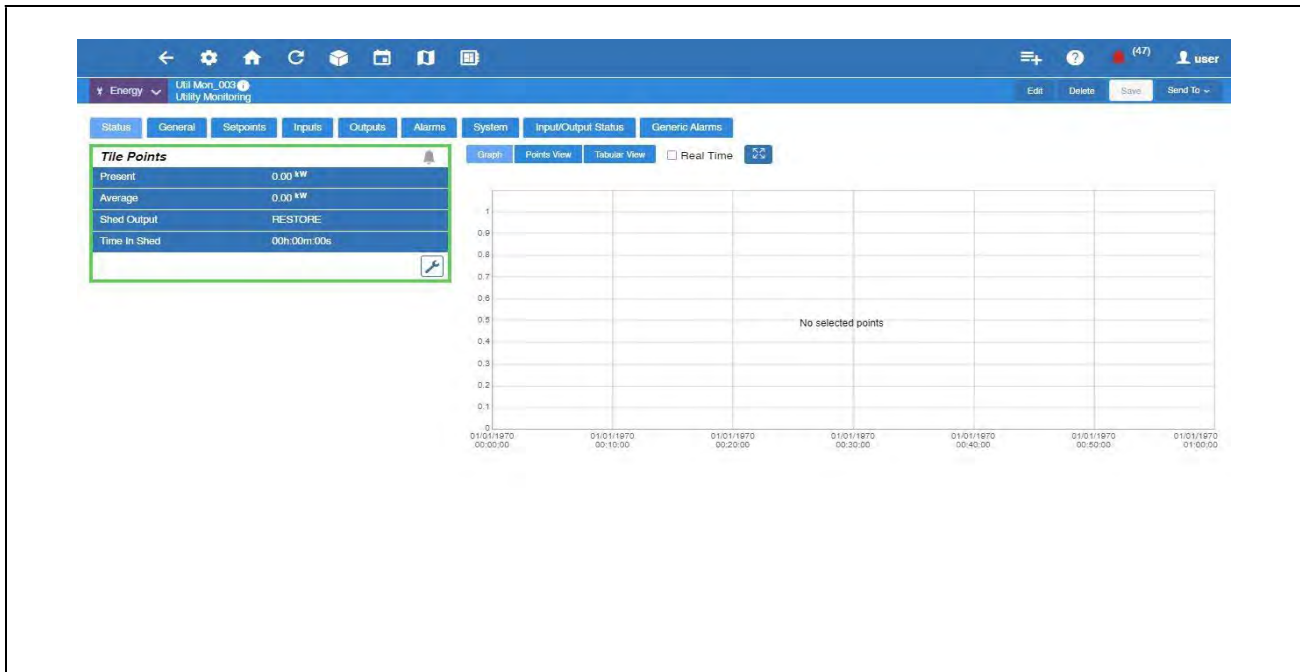 (47) user
Energy Util Mon_003
Utility Monitoring
Edit Delete Save Send To
Status General Setpoints Inputs Outputs Alarms System Input/Output Status Generic Alarms
Tile Points
Present 0.00 kW
Average 0.00 kW
Shed Output RESTORE
Time In Shed 00h:00m:00s
Graph Points View Tabular View Real Time
1
0.9
0.8
0.7
0.6
0.5
0.4
0.3
0.2
0.1
0
No selected points
01/01/1970 01/01/1970 01/01/1970 01/01/1970 01/01/1970 01/01/1970 01/01/1970
00:00:00 00:10:00 00:20:00 00:30:00 00:40:00 00:50:00 01:00:00